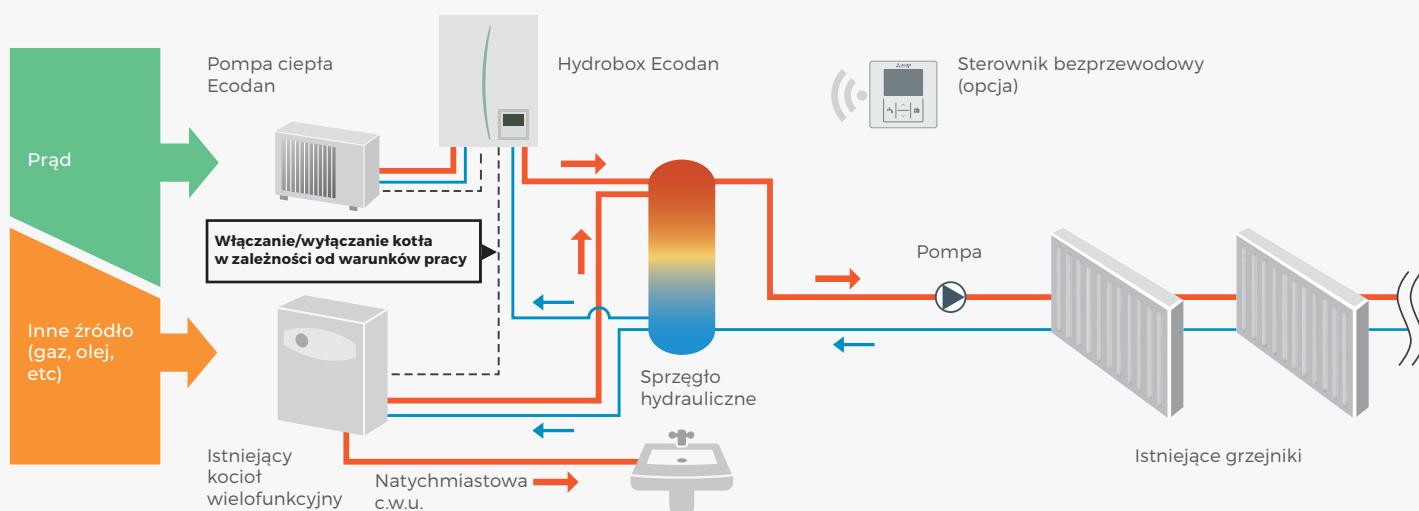 Pompa ciepła
Ecodan
Hydrobox Ecodan
Sterownik bezprzewodowy
(opcja)
Prąd
Włączanie/wyłączanie kotła
w zależności od warunków pracy
Pompa
Inne źródło
(gaz, olej,
etc)
Sprzęgło
hydrauliczne
Istniejący
kocioł
wielofunkcyjny
Natychmiastowa
c.w.u.
Istniejące grzejniki